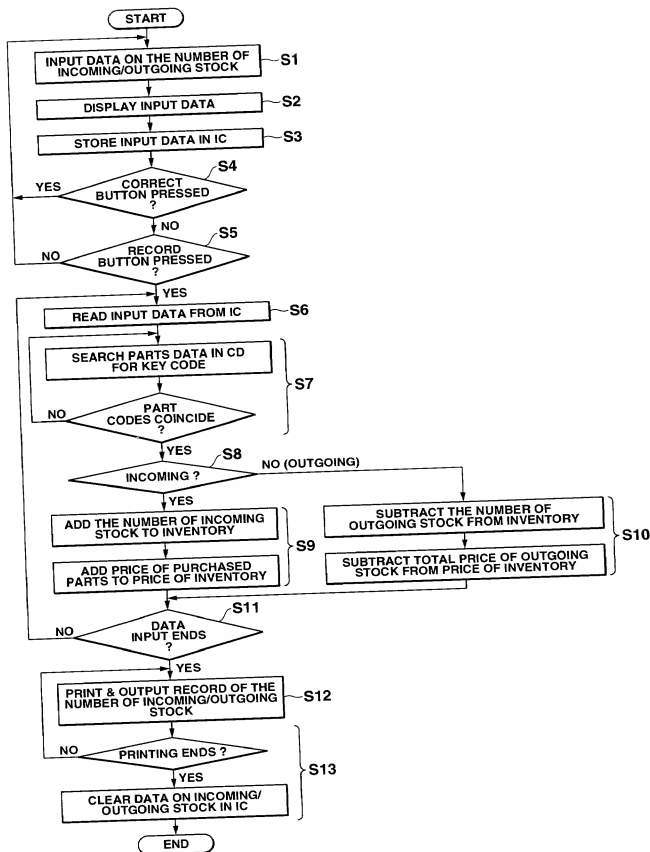 START
INPUT DATA ON THE NUMBER OF
INCOMING/OUTGOING STOCK
S1
DISPLAY INPUT DATA
S2
STORE INPUT DATA IN IC
S3
S4
YES
CORRECT
BUTTON PRESSED
?
NO
S5
NO
RECORD
BUTTON PRESSED
?
YES
READ INPUT DATA FROM IC
S6
SEARCH PARTS DATA IN CD
FOR KEY CODE
S7
NO
PART
CODES COINCIDE
?
YES
S8
INCOMING ?
NO (OUTGOING)
YES
ADD THE NUMBER OF INCOMING
STOCK TO INVENTORY
S9
ADD PRICE OF PURCHASED
PARTS TO PRICE OF INVENTORY
SUBTRACT THE NUMBER OF
OUTGOING STOCK FROM INVENTORY
S10
SUBTRACT TOTAL PRICE OF OUTGOING
STOCK FROM PRICE OF INVENTORY
S11
NO
DATA
INPUT ENDS
?
YES
PRINT & OUTPUT RECORD OF THE
NUMBER OF INCOMING/OUTGOING
STOCK
S12
NO
PRINTING ENDS ?
S13
YES
CLEAR DATA ON INCOMING/
OUTGOING STOCK IN IC
END